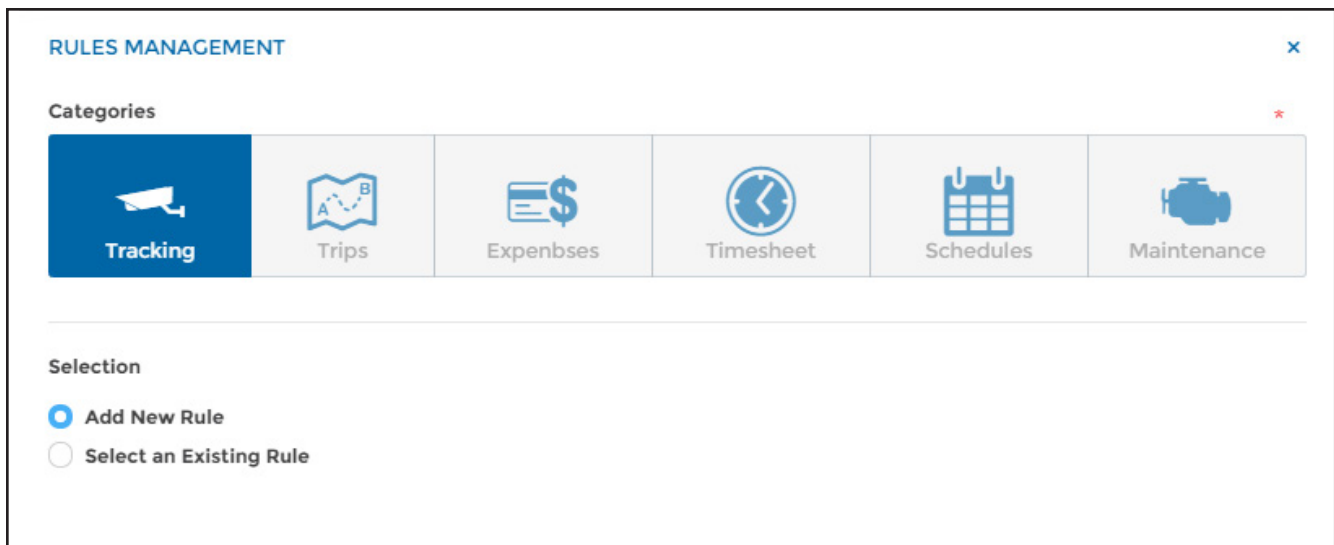 RULES MANAGEMENT ×
Categories *
A B
Tracking Trips Expenbses Timesheet Schedules Maintenance
Selection
Add New Rule
Select an Existing Rule